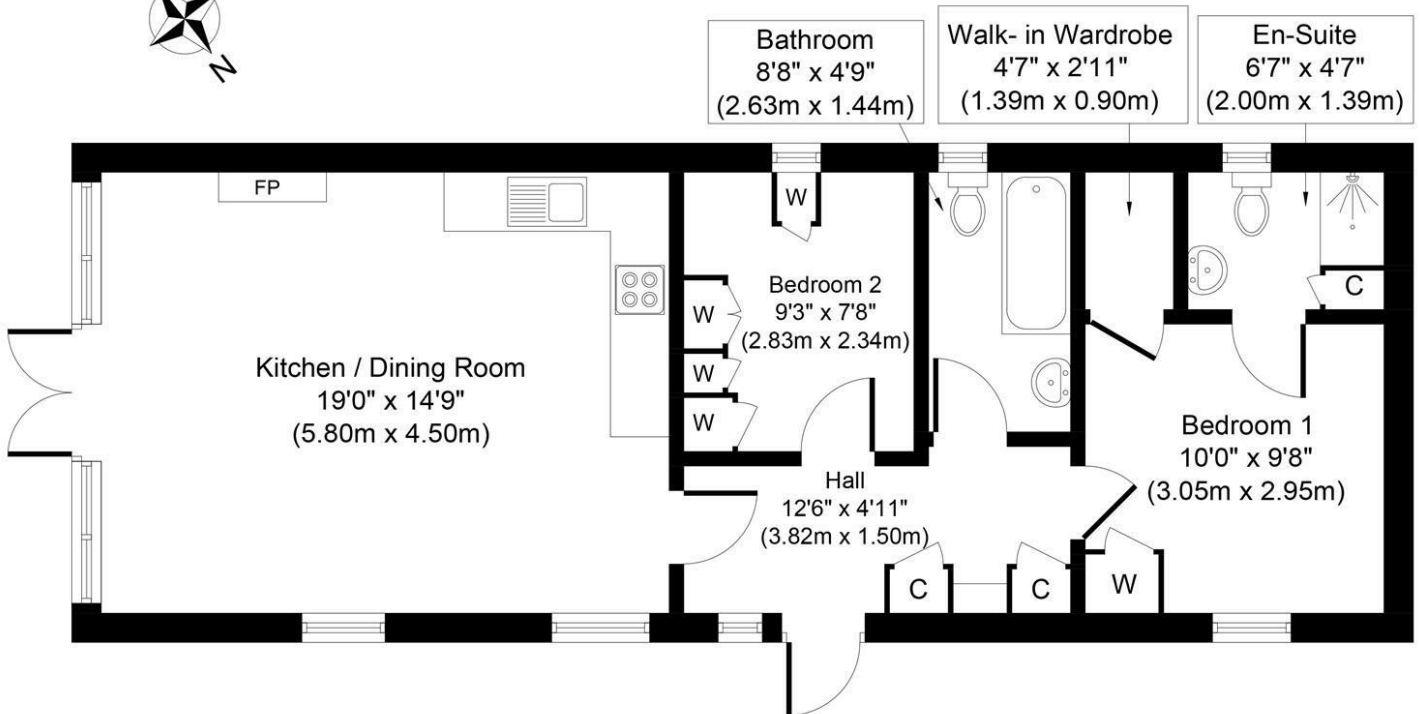 N
Bathroom
8'8" x 4'9"
(2.63m x 1.44m)
Walk- in Wardrobe
4'7" x 2'11"
(1.39m x 0.90m)
En-Suite
6'7" x 4'7"
(2.00m x 1.39m)
FP
W
Bedroom 2
9'3" x 7'8"
(2.83m x 2.34m)
W
W
W
C
Kitchen / Dining Room
19'0" x 14'9"
(5.80m x 4.50m)
Bedroom 1
10'0" x 9'8"
(3.05m x 2.95m)
Hall
12'6" x 4'11"
(3.82m x 1.50m)
C
C
W